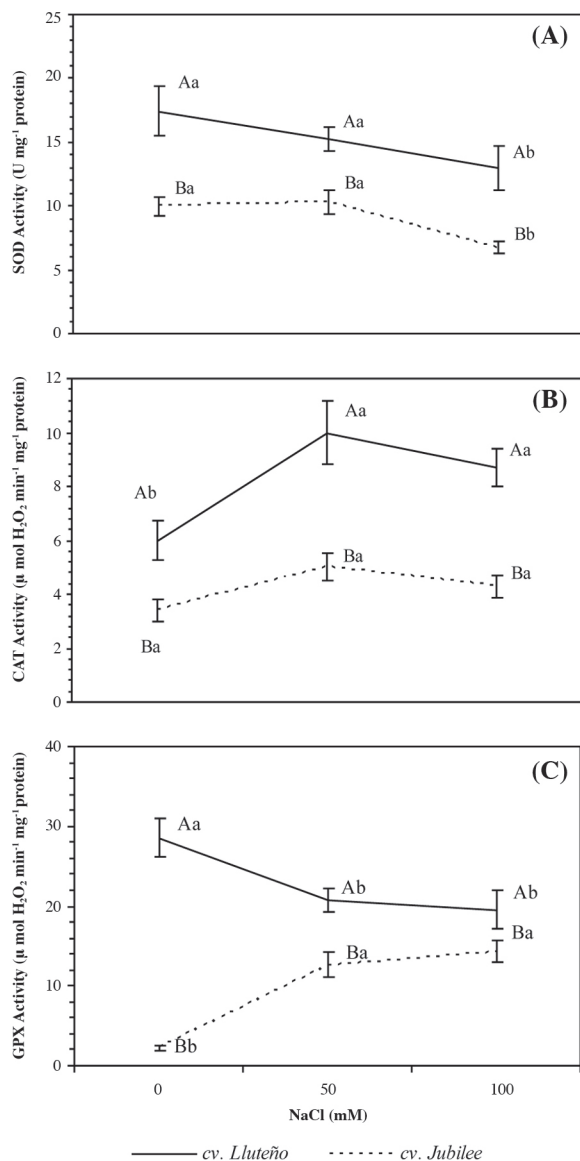 (A)
25
20
15
10
5
0
SOD Activity (U mg⁻¹ protein)
Aa
Aa
Ab
Ba
Ba
Bb
(B)
12
10
8
6
4
2
0
CAT Activity (µ mol H₂O₂ min⁻¹ mg⁻¹ protein)
Ab
Aa
Aa
Ba
Ba
Ba
(C)
40
30
20
10
0
GPX Activity (µ mol H₂O₂ min⁻¹ mg⁻¹ protein)
Aa
Ab
Ab
Bb
Ba
Ba
0 50 100
NaCl (mM)
cv. Lluteño cv. Jubilee